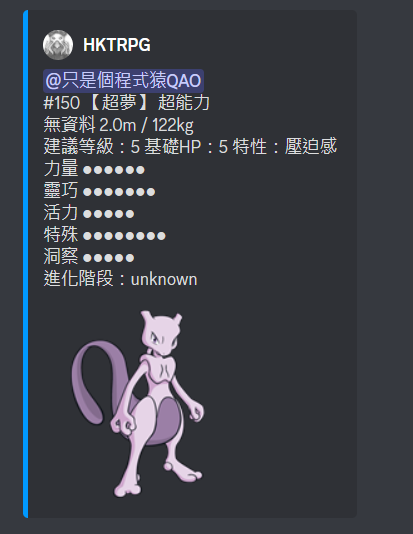 HKTRPG
@只是個程式猿QAO
#150 【超夢】 超能力
無資料 2.0m / 122kg
建議等級：5 基礎HP：5 特性：壓迫感
力量 ●●●●●●
靈巧 ●●●●●●●
活力 ●●●●●
特殊 ●●●●●●●●
洞察 ●●●●●
進化階段：unknown